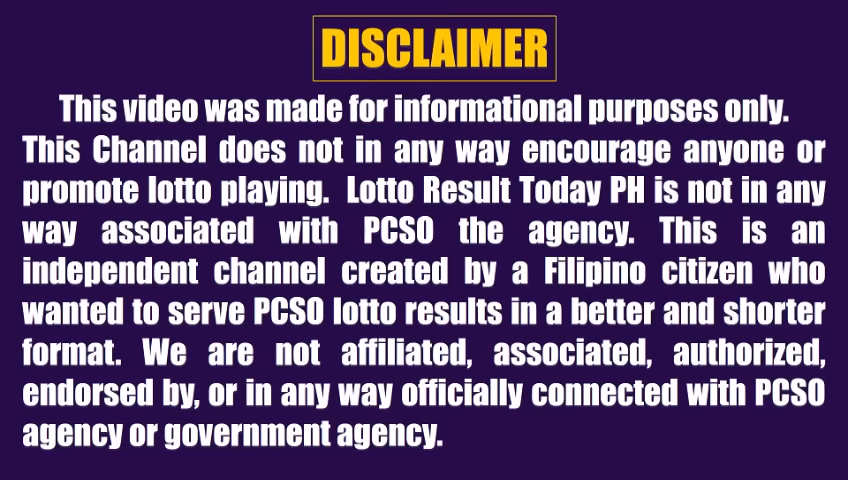 DISCLAIMER
This video was made for informational purposes only.
This Channel does not in any way encourage anyone or
promote lotto playing. Lotto Result Today PH is not in any
way associated with PCSO the agency. This is an
independent channel created by a Filipino citizen who
wanted to serve PCSO lotto results in a better and shorter
format. We are not affiliated, associated, authorized,
endorsed by, or in any way officially connected with PCSO
agency or government agency.